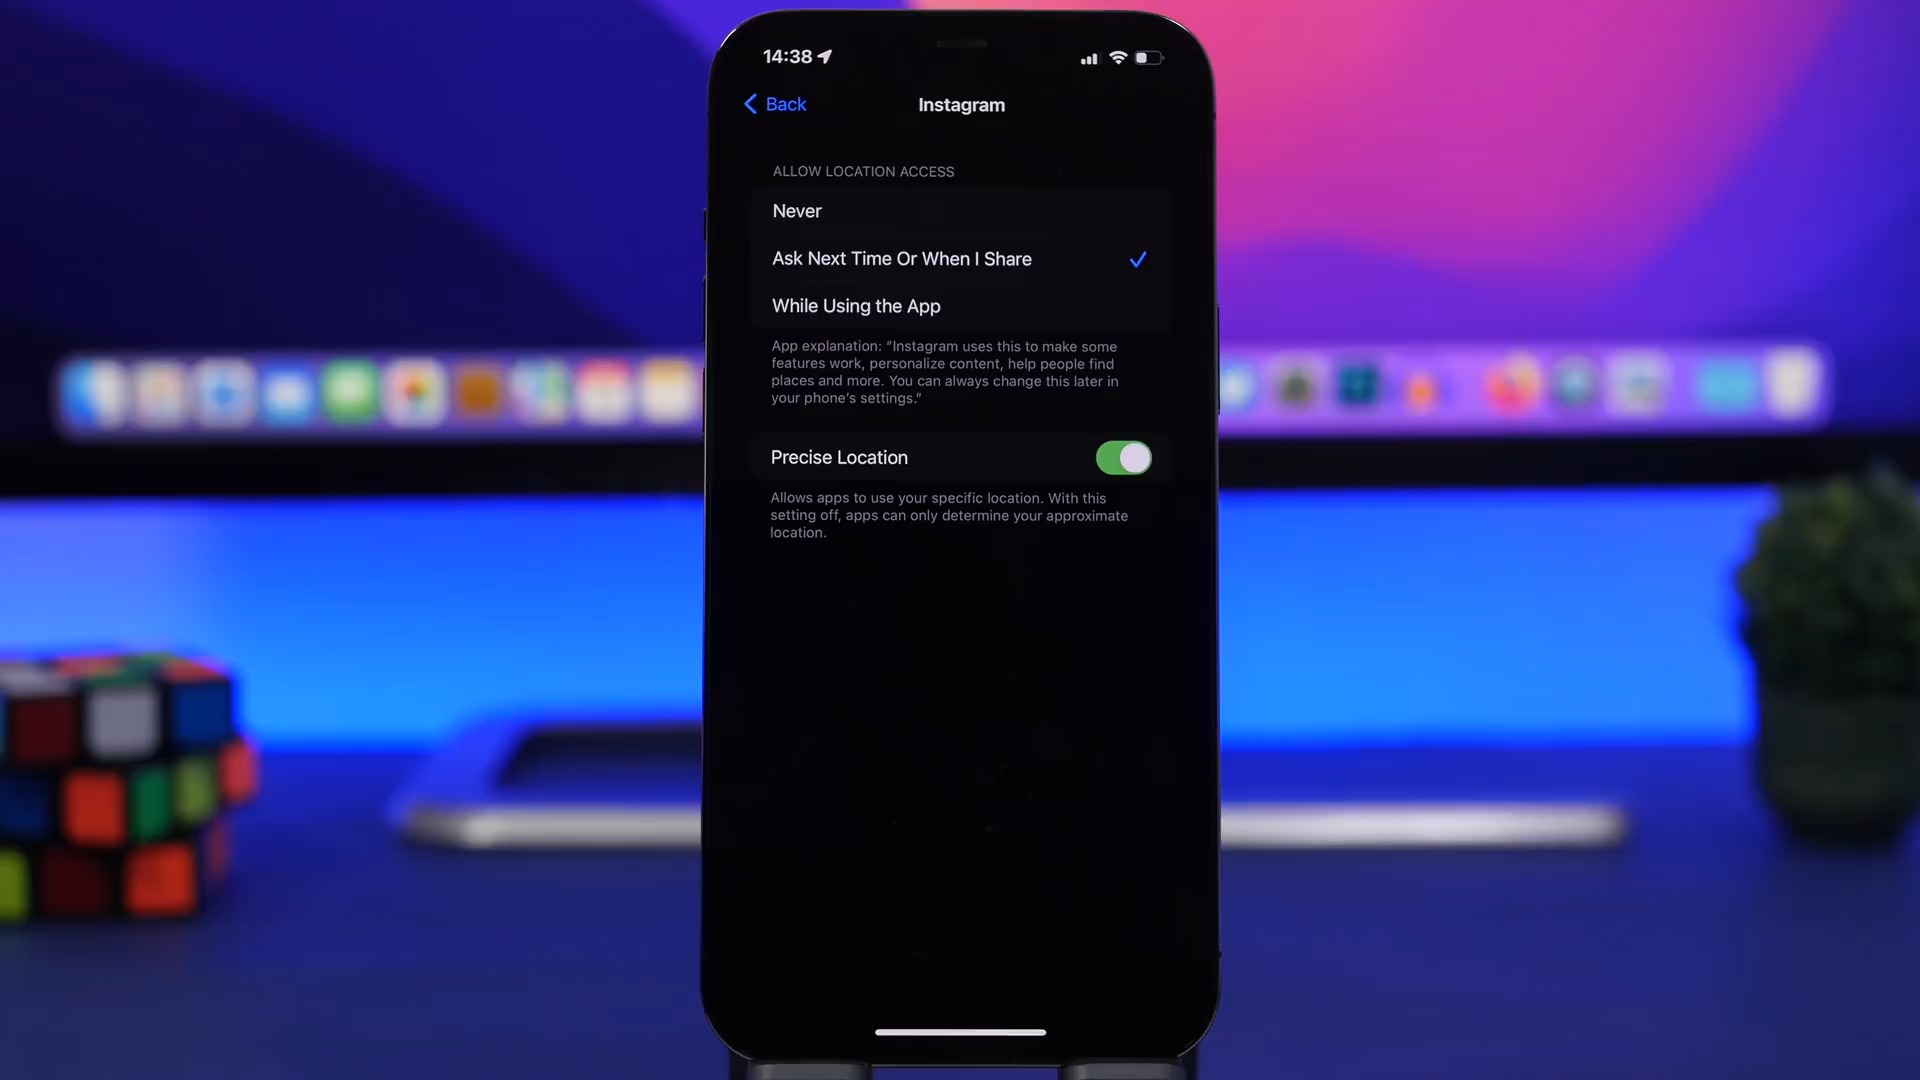 14:38
Back
Instagram
ALLOW LOCATION ACCESS
Never
Ask Next Time Or When I Share
While Using the App
App explanation: “Instagram uses this to make some
features work, personalize content, help people find
places and more. You can always change this later in
your phone’s settings.”
Precise Location
Allows apps to use your specific location. With this
setting off, apps can only determine your approximate
location.